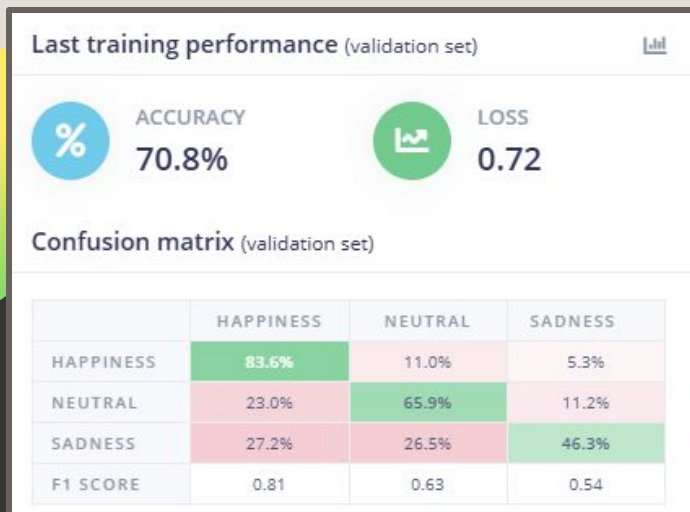 Last training performance (validation set)
ACCURACY
70.8%
LOSS
0.72
Confusion matrix (validation set)
HAPPINESS NEUTRAL SADNESS
HAPPINESS 83.6% 11.0% 5.3%
NEUTRAL 23.0% 65.9% 11.2%
SADNESS 27.2% 26.5% 46.3%
F1 SCORE 0.81 0.63 0.54